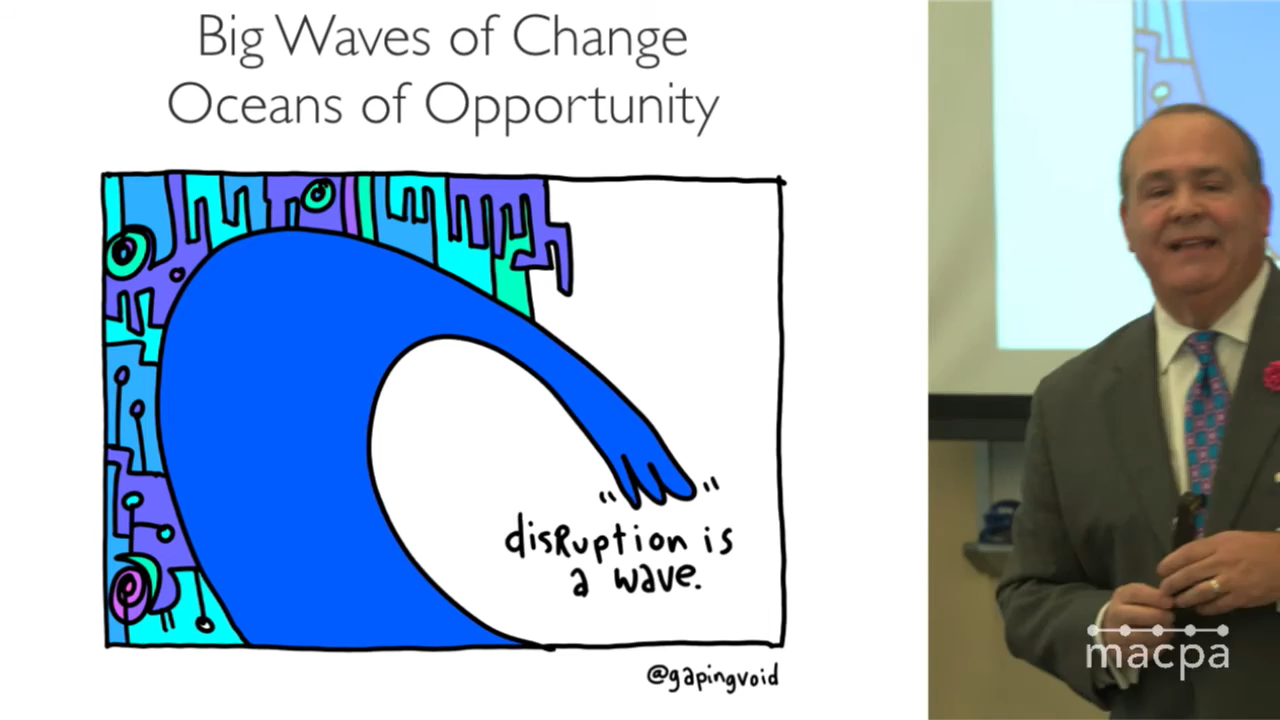 Big Waves of Change
Oceans of Opportunity
disRuption is
a wave.
@gapingvoid
macpa